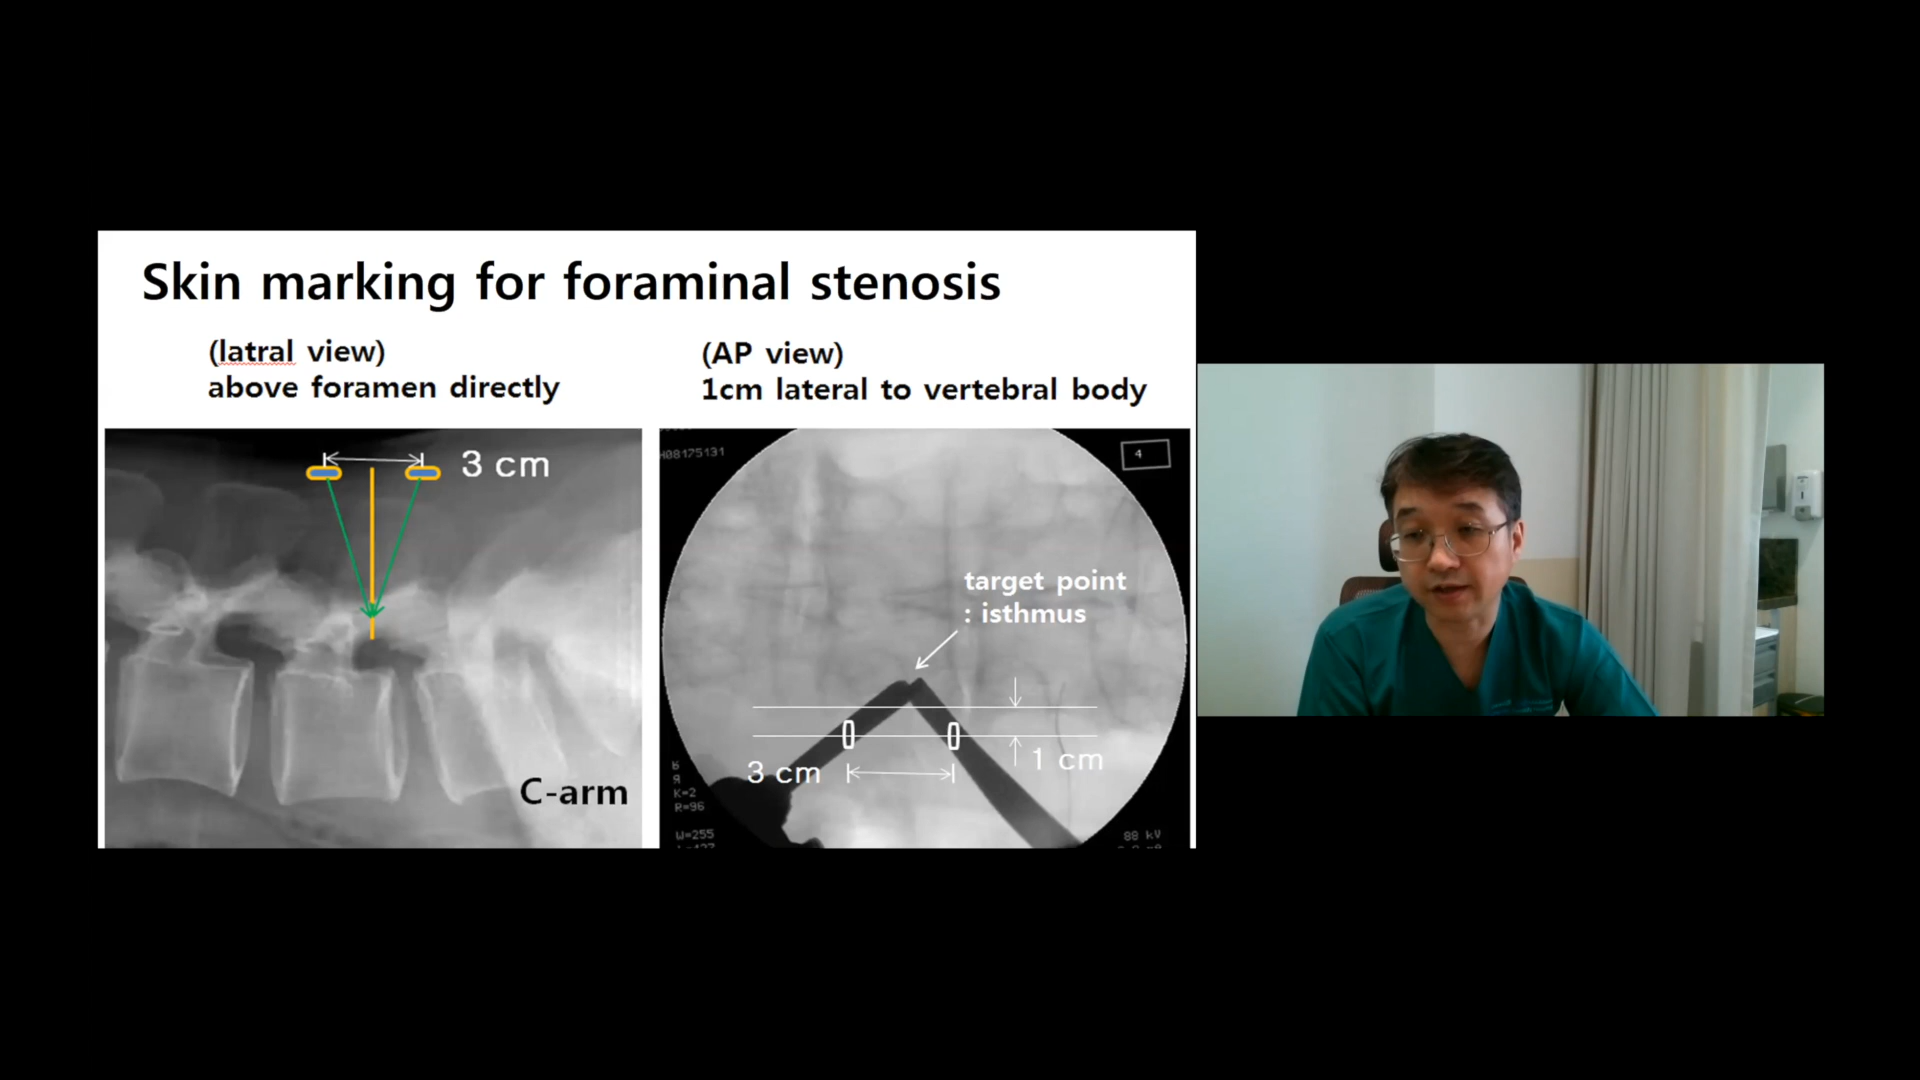 Skin marking for foraminal stenosis
(latral view)
above foramen directly
(AP view)
1cm lateral to vertebral body
3 cm
C-arm
H08175131
4
target point
: isthmus
3 cm
1 cm
K=2
R=96
W=255
88 kV